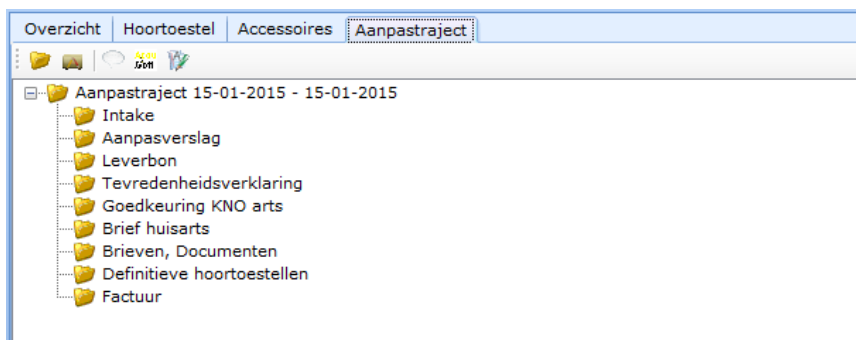 Overzicht Hoortoestel Accessoires Aanpastraject
Aanpastraject 15-01-2015 - 15-01-2015
Intake
Aanpasverslag
Leverbon
Tevredenheidsverklaring
Goedkeuring KNO arts
Brief huisarts
Brieven, Documenten
Definitieve hoortoestellen
Factuur